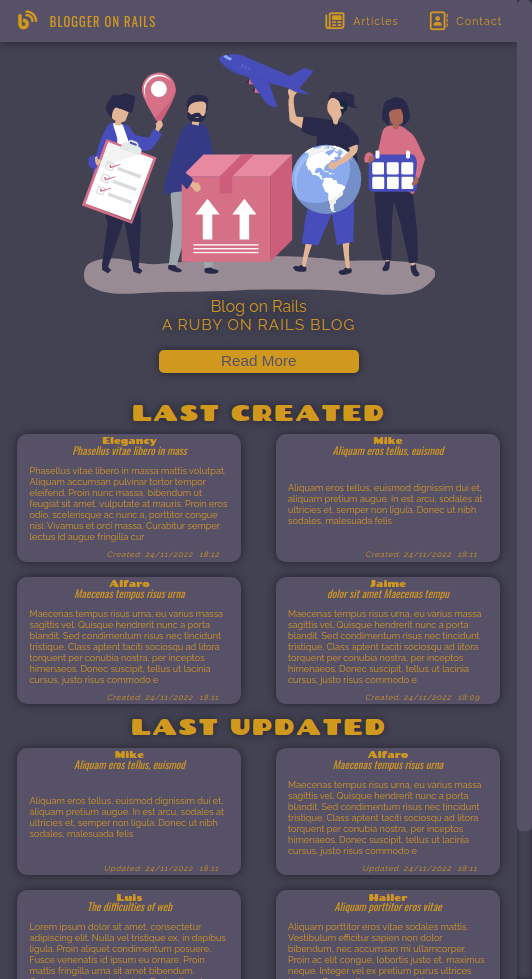 BLOGGER ON RAILS
Articles
Contact
Blog on Rails
A RUBY ON RAILS BLOG
Read More
LAST CREATED
Elegancy
Phasellus vitae libero in mass
Phasellus vitae libero in massa mattis volutpat.
Aliquam accumsan pulvinar tortor tempor
eleifend. Proin nunc massa, bibendum ut
feugiat sit amet, vulputate at mauris. Proin eros
odio, scelerisque ac nunc a, porttitor congue
nisi. Vivamus et orci massa. Curabitur semper
lectus id augue fringilla cur
Created: 24/11/2022 18:12
Mike
Aliquam eros tellus, euismod
Aliquam eros tellus, euismod dignissim dui et,
aliquam pretium augue. In est arcu, sodales at
ultricies et, semper non ligula. Donec ut nibh
sodales, malesuada felis
Created: 24/11/2022 18:11
Alfaro
Maecenas tempus risus urna
Maecenas tempus risus urna, eu varius massa
sagittis vel. Quisque hendrerit nunc a porta
blandit. Sed condimentum risus nec tincidunt
tristique. Class aptent taciti sociosqu ad litora
torquent per conubia nostra, per inceptos
himenaeos. Donec suscipit, tellus ut lacinia
cursus, justo risus commodo e
Created: 24/11/2022 18:11
Jaime
dolor sit amet Maecenas tempu
Maecenas tempus risus urna, eu varius massa
sagittis vel. Quisque hendrerit nunc a porta
blandit. Sed condimentum risus nec tincidunt
tristique. Class aptent taciti sociosqu ad litora
torquent per conubia nostra, per inceptos
himenaeos. Donec suscipit, tellus ut lacinia
cursus, justo risus commodo e
Created: 24/11/2022 18:09
LAST UPDATED
Mike
Aliquam eros tellus, euismod
Aliquam eros tellus, euismod dignissim dui et,
aliquam pretium augue. In est arcu, sodales at
ultricies et, semper non ligula. Donec ut nibh
sodales, malesuada felis
Updated: 24/11/2022 18:11
Alfaro
Maecenas tempus risus urna
Maecenas tempus risus urna, eu varius massa
sagittis vel. Quisque hendrerit nunc a porta
blandit. Sed condimentum risus nec tincidunt
tristique. Class aptent taciti sociosqu ad litora
torquent per conubia nostra, per inceptos
himenaeos. Donec suscipit, tellus ut lacinia
cursus, justo risus commodo e
Updated: 24/11/2022 18:11
Luis
The difficulties of web
Lorem ipsum dolor sit amet, consectetur
adipiscing elit. Nulla vel tristique ex, in dapibus
ligula. Proin aliquet condimentum posuere.
Fusce venenatis id ipsum eu ornare. Proin
mattis fringilla urna sit amet bibendum.
Haller
Aliquam porttitor eros vitae
Aliquam porttitor eros vitae sodales mattis.
Vestibulum efficitur sapien non dolor
bibendum, nec accumsan mi ullamcorper.
Proin ac elit congue, lobortis justo et, maximus
neque. Integer vel ex pretium purus ultrices